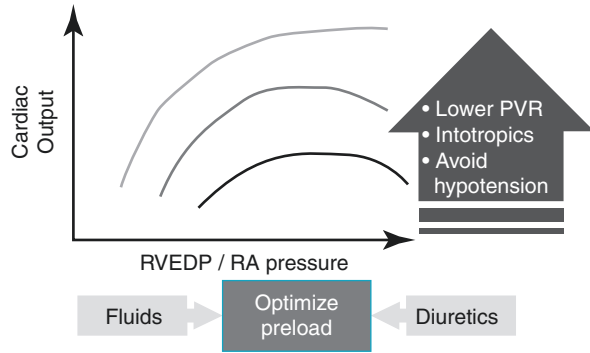 Cardiac
Output
• Lower PVR
• Intotropics
• Avoid
hypotension
RVEDP / RA pressure
Fluids
Optimize
preload
Diuretics